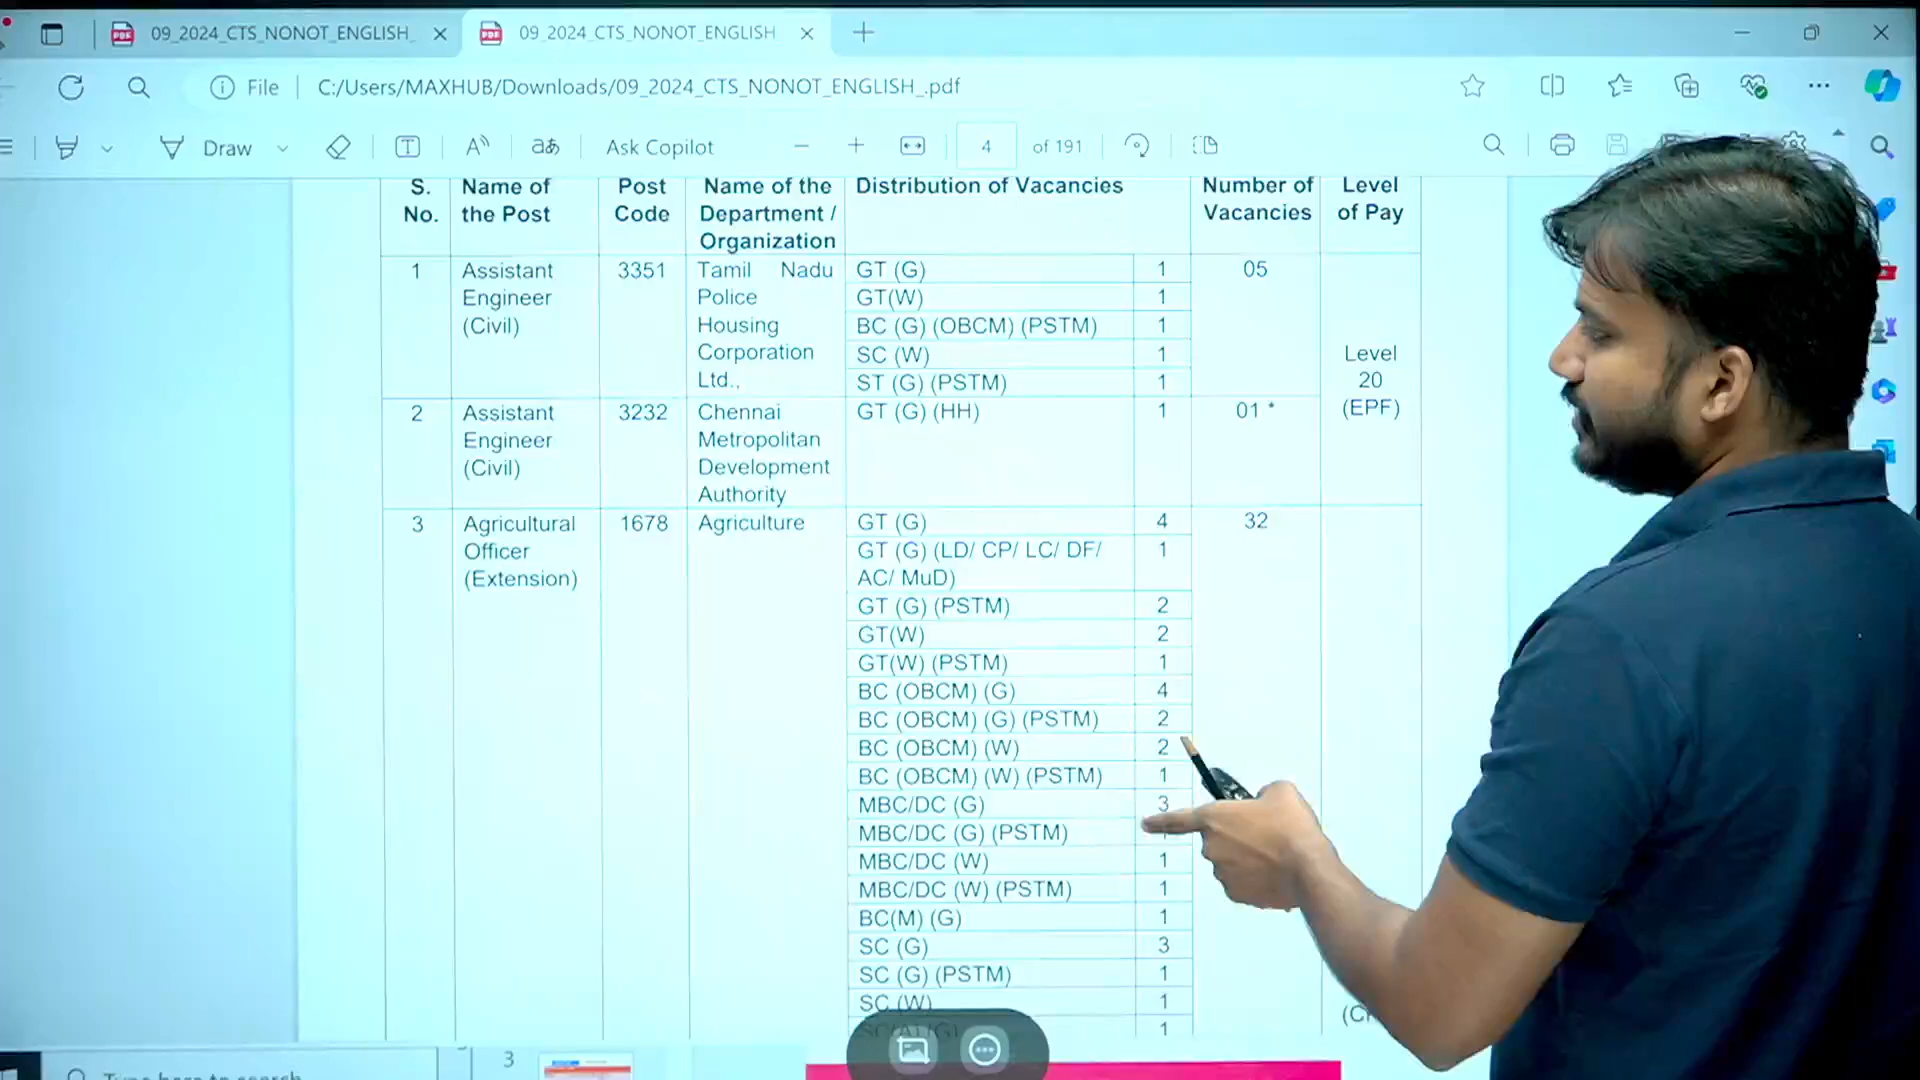 09_2024_CTS_NONOT_ENGLISH_
09_2024_CTS_NONOT_ENGLISH
File
C:/Users/MAXHUB/Downloads/09_2024_CTS_NONOT_ENGLISH_.pdf
Draw
Ask Copilot
4 of 191
S. No. Name of the Post Post Code Name of the Department / Organization Distribution of Vacancies Number of Vacancies Level of Pay
1 Assistant Engineer (Civil) 3351 Tamil Nadu Police Housing Corporation Ltd., 05 Level 20 (EPF)
GT (G) 1
GT(W) 1
BC (G) (OBCM) (PSTM) 1
SC (W) 1
ST (G) (PSTM) 1
2 Assistant Engineer (Civil) 3232 Chennai Metropolitan Development Authority GT (G) (HH) 1 01 *
3 Agricultural Officer (Extension) 1678 Agriculture 32
GT (G) 4
GT (G) (LD/ CP/ LC/ DF/ AC/ MuD) 1
GT (G) (PSTM) 2
GT(W) 2
GT(W) (PSTM) 1
BC (OBCM) (G) 4
BC (OBCM) (G) (PSTM) 2
BC (OBCM) (W) 2
BC (OBCM) (W) (PSTM) 1
MBC/DC (G) 3
MBC/DC (G) (PSTM)
MBC/DC (W) 1
MBC/DC (W) (PSTM) 1
BC(M) (G) 1
SC (G) 3
SC (G) (PSTM) 1
SC (W) 1
SC(A) (G) 1
3
Type here to search